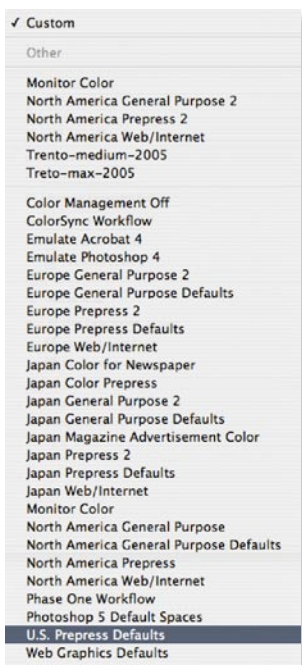 ✓ Custom
Other
Monitor Color
North America General Purpose 2
North America Prepress 2
North America Web/Internet
Trento-medium-2005
Treto-max-2005
Color Management Off
ColorSync Workflow
Emulate Acrobat 4
Emulate Photoshop 4
Europe General Purpose 2
Europe General Purpose Defaults
Europe Prepress 2
Europe Prepress Defaults
Europe Web/Internet
Japan Color for Newspaper
Japan Color Prepress
Japan General Purpose 2
Japan General Purpose Defaults
Japan Magazine Advertisement Color
Japan Prepress 2
Japan Prepress Defaults
Japan Web/Internet
Monitor Color
North America General Purpose
North America General Purpose Defaults
North America Prepress
North America Web/Internet
Phase One Workflow
Photoshop 5 Default Spaces
U.S. Prepress Defaults
Web Graphics Defaults